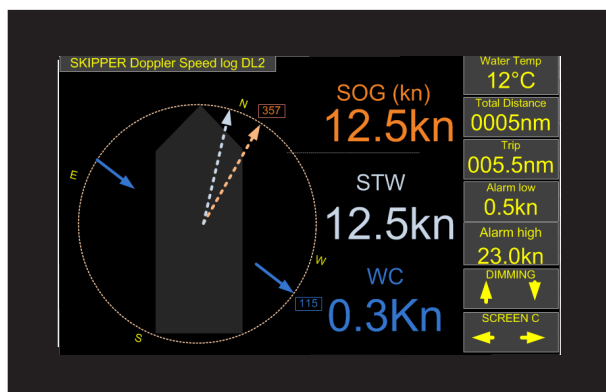 SKIPPER Doppler Speed log DL2
N
357
E
W
115
S
SOG (kn)
12.5kn
STW
12.5kn
WC
0.3Kn
Water Temp
12°C
Total Distance
0005nm
Trip
005.5nm
Alarm low
0.5kn
Alarm high
23.0kn
DIMMING
SCREEN C